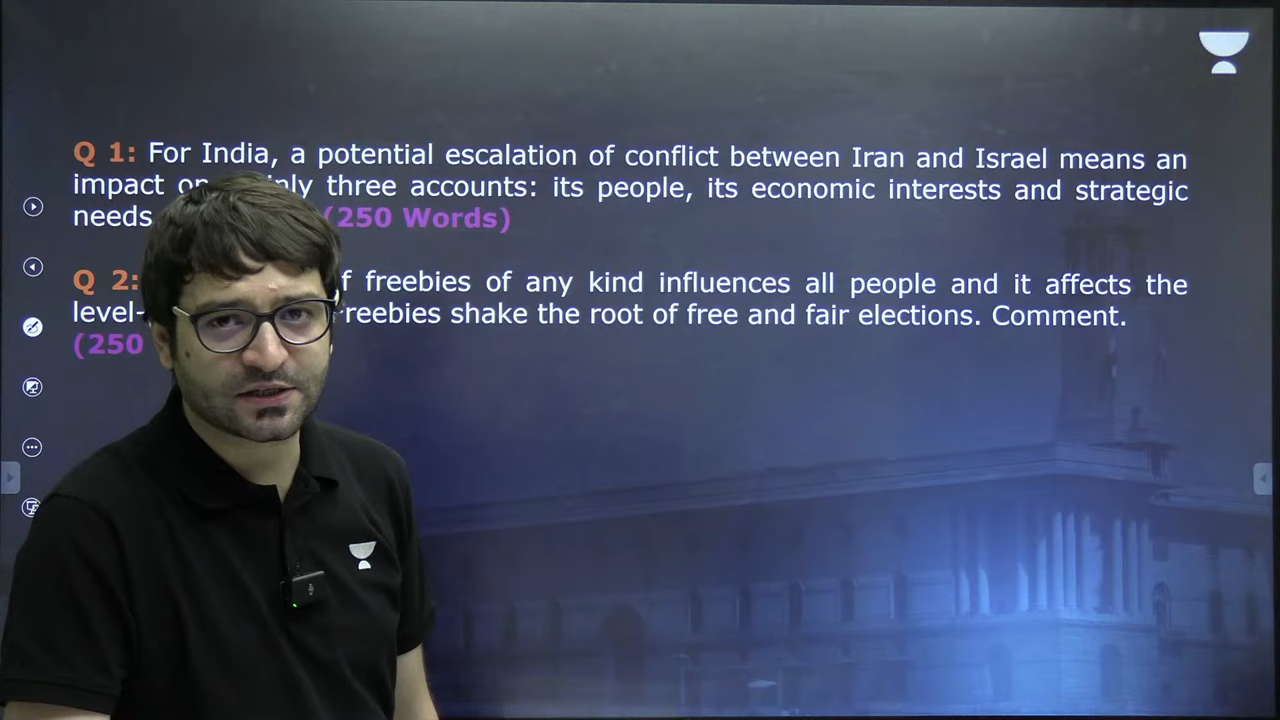 Q 1: For India, a potential escalation of conflict between Iran and Israel means an
impact on three accounts: its people, its economic interests and strategic
needs (250 Words)
Q 2: freebies of any kind influences all people and it affects the
level- freebies shake the root of free and fair elections. Comment.
(250